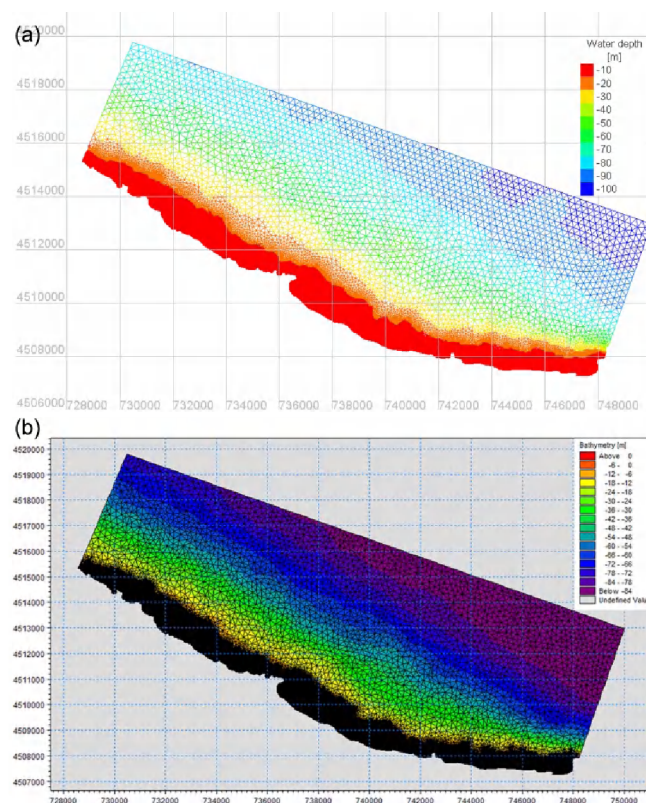 (a)
4520000
Water depth
[m]
-10
-20
-30
-40
-50
-60
-70
-80
-90
-100
4518000
4516000
4514000
4512000
4510000
4508000
4506000
728000 730000 732000 734000 736000 738000 740000 742000 744000 746000 748000
(b)
Bathymetry [m]
Above 0
-6 - 0
-12 - -6
-18 - -12
-24 - -18
-30 - -24
-36 - -30
-42 - -36
-48 - -42
-54 - -48
-60 - -54
-66 - -60
-72 - -66
-78 - -72
-84 - -78
Below -84
Undefined Value
4520000
4519000
4518000
4517000
4516000
4515000
4514000
4513000
4512000
4511000
4510000
4509000
4508000
4507000
728000 730000 732000 734000 736000 738000 740000 742000 744000 746000 748000 750000